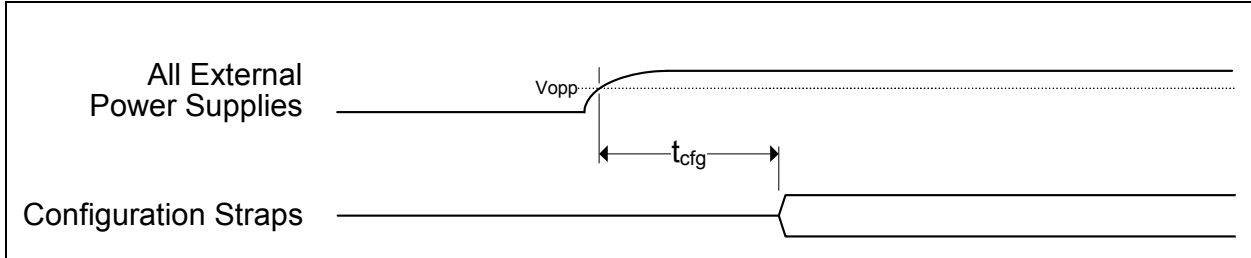 All External
Power Supplies
Vopp
tcfg
Configuration Straps